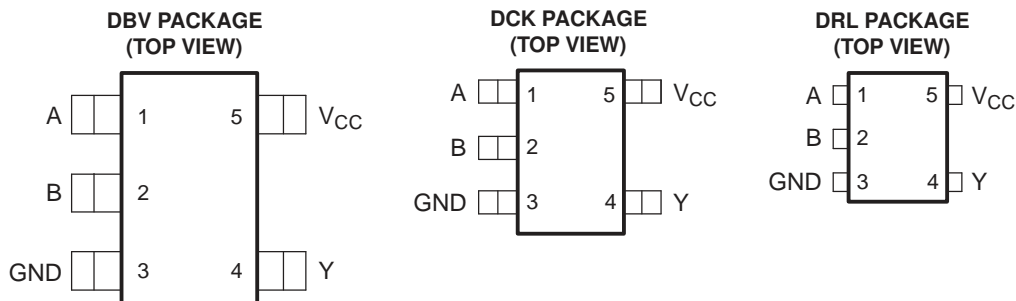 DBV PACKAGE
(TOP VIEW)
A 1 5 VCC
B 2
GND 3 4 Y
DCK PACKAGE
(TOP VIEW)
A 1 5 VCC
B 2
GND 3 4 Y
DRL PACKAGE
(TOP VIEW)
A 1 5 VCC
B 2
GND 3 4 Y